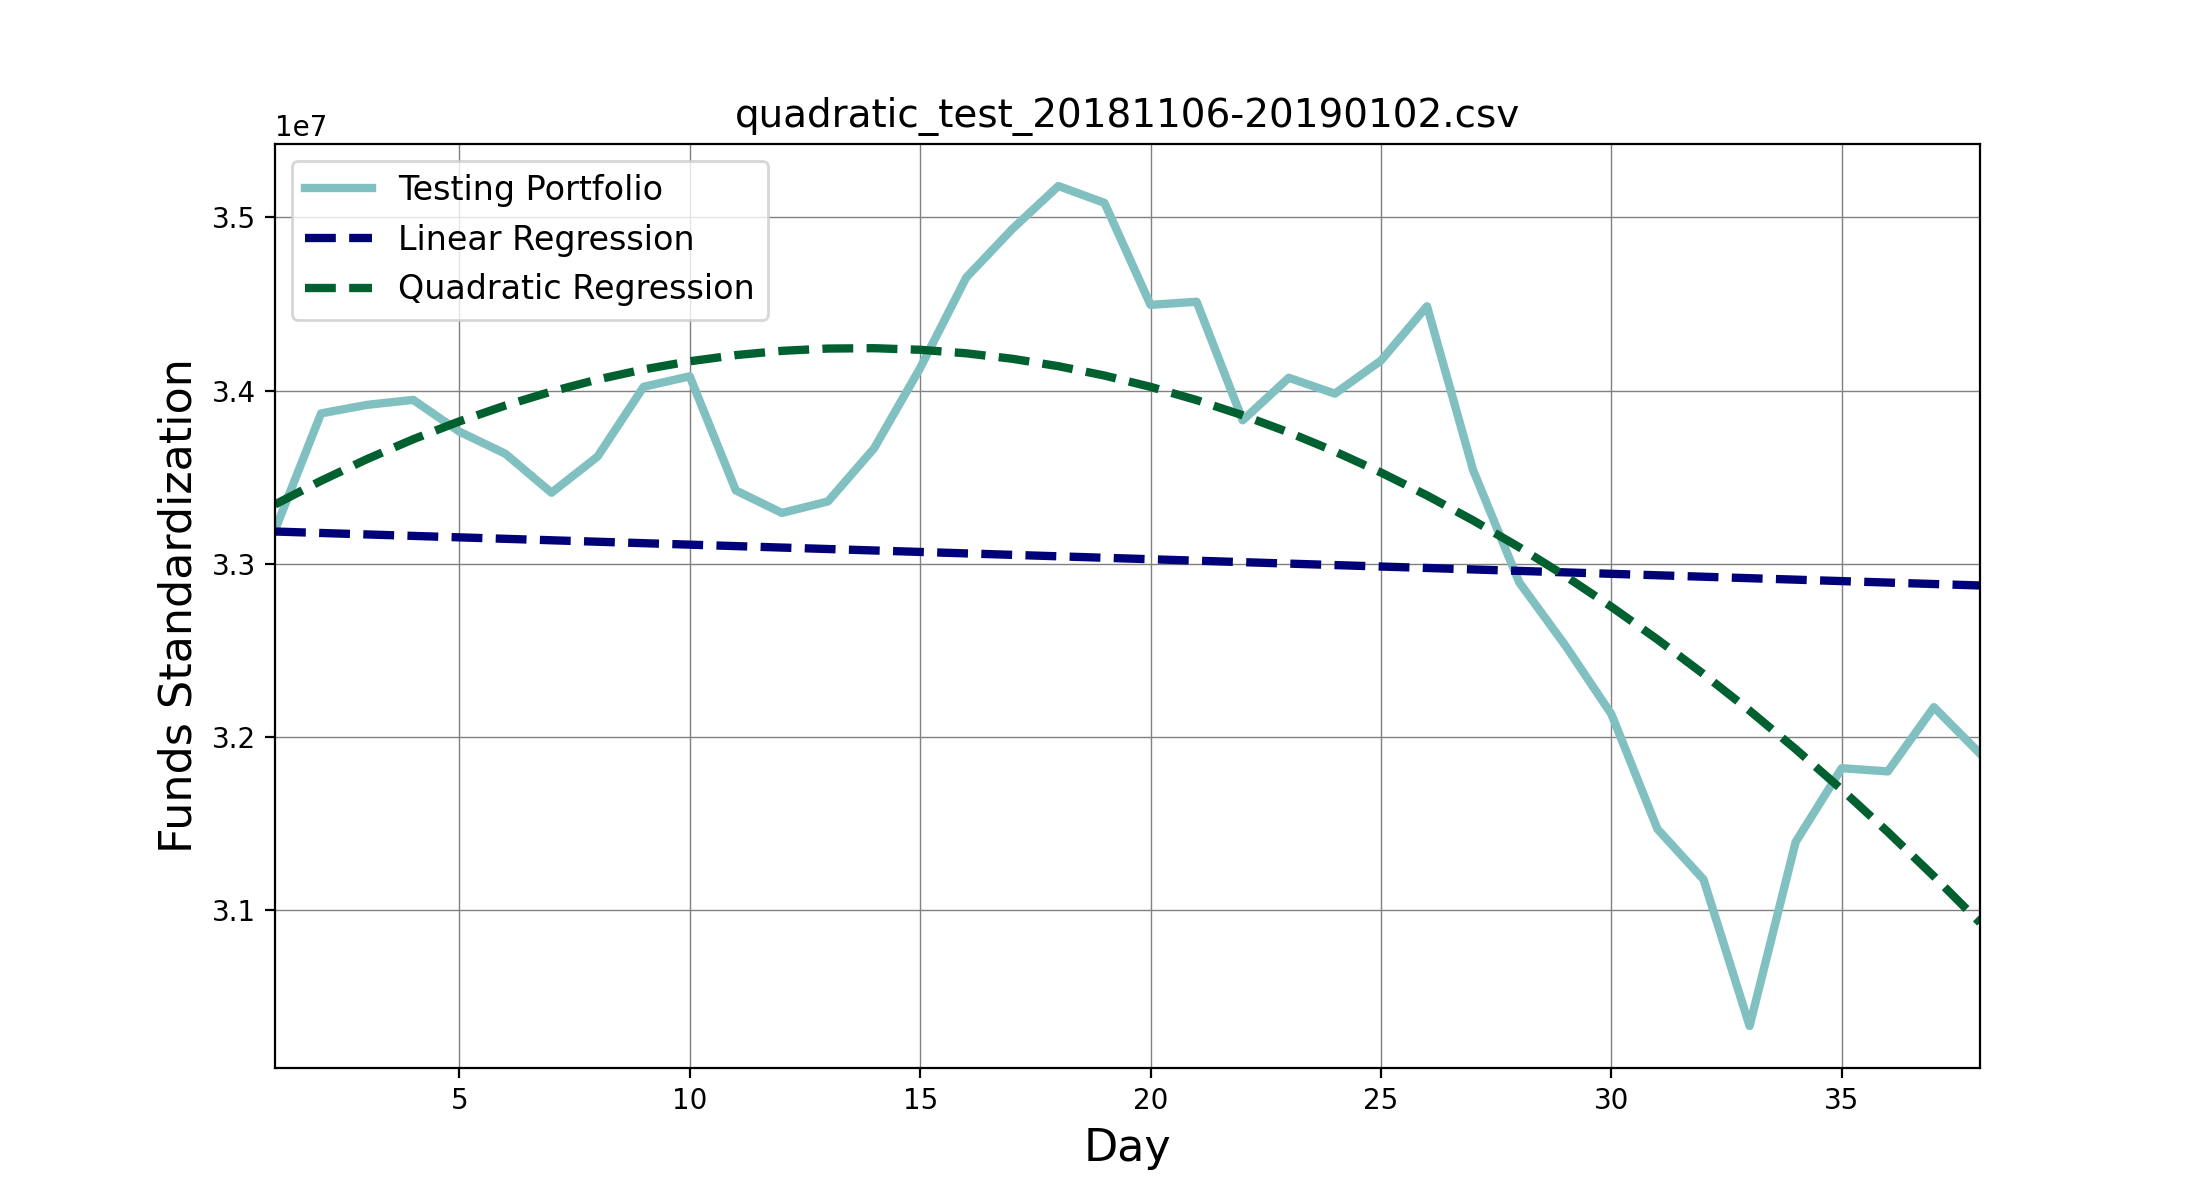 quadratic_test_20181106-20190102.csv
1e7
Testing Portfolio
Linear Regression
Quadratic Regression
3.5
3.4
3.3
3.2
3.1
Funds Standardization
5 10 15 20 25 30 35
Day